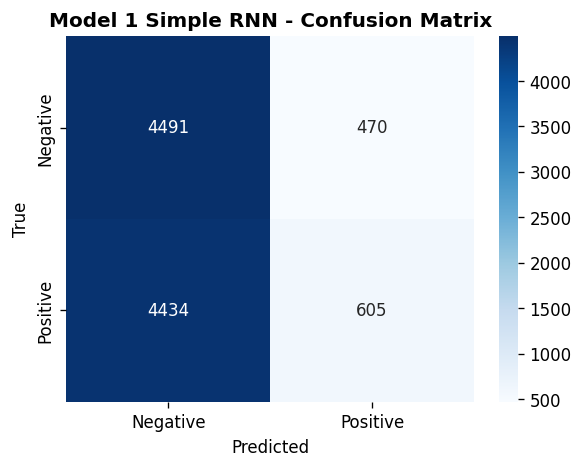 Model 1 Simple RNN - Confusion Matrix
True
Negative
4491
470
Positive
4434
605
Negative
Positive
Predicted
4000
3500
3000
2500
2000
1500
1000
500